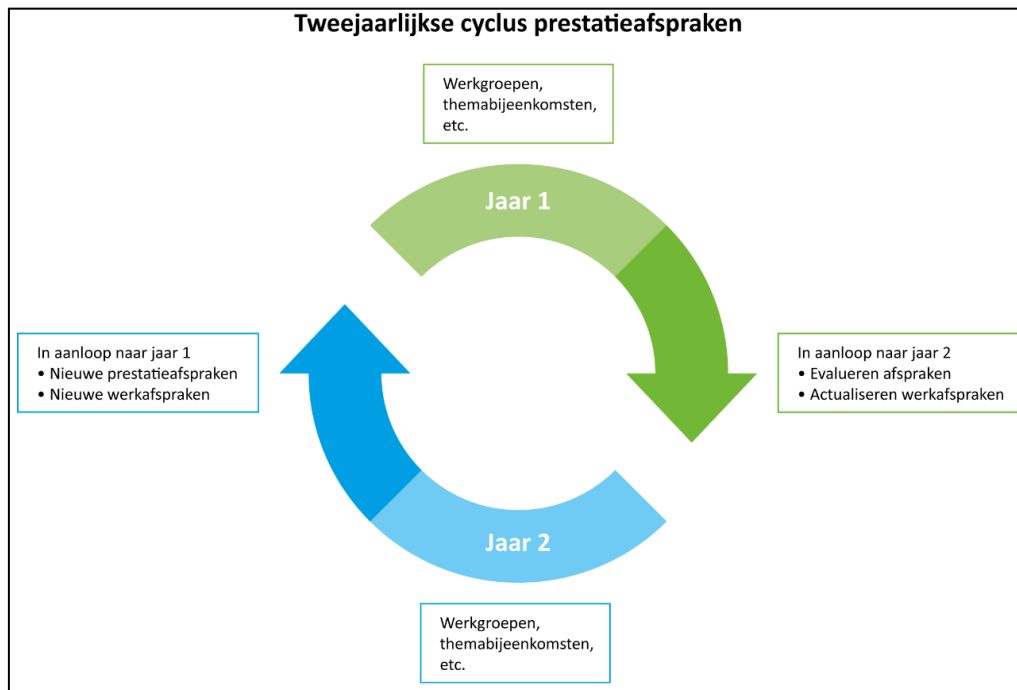 Tweejaarlijkse cyclus prestatieafspraken
Werkgroepen,
themabijeenkomsten,
etc.
Jaar 1
In aanloop naar jaar 1
• Nieuwe prestatieafspraken
• Nieuwe werkafspraken
In aanloop naar jaar 2
• Evalueren afspraken
• Actualiseren werkafspraken
Jaar 2
Werkgroepen,
themabijeenkomsten,
etc.